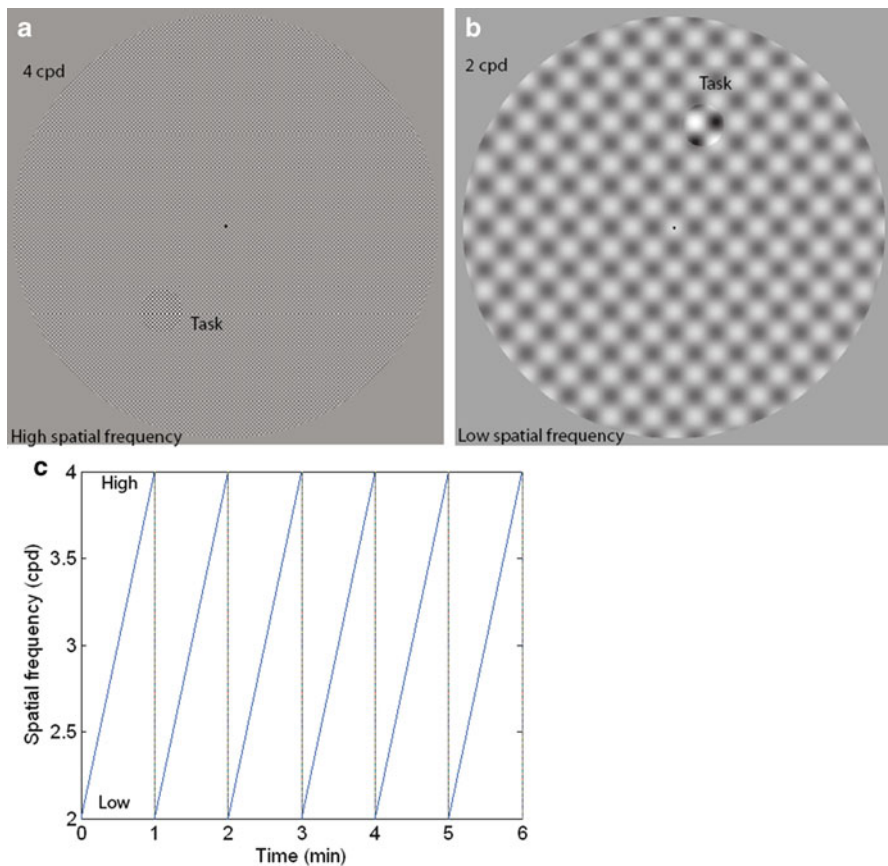 a
4 cpd
Task
High spatial frequency
b
2 cpd
Task
Low spatial frequency
c
4
3.5
3
2.5
2
Spatial frequency (cpd)
High
Low
0 1 2 3 4 5 6
Time (min)